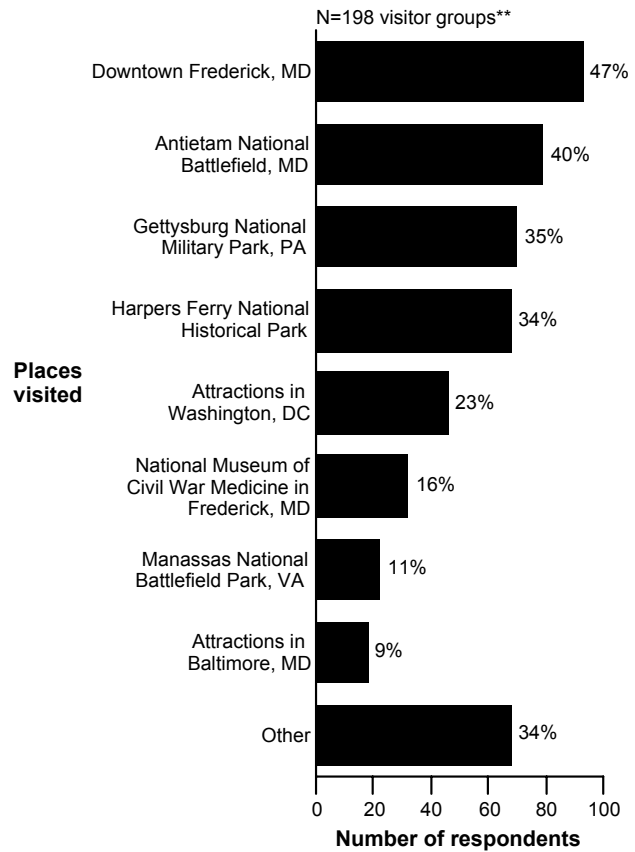 N=198 visitor groups**
Downtown Frederick, MD
47%
Antietam National
Battlefield, MD
40%
Gettysburg National
Military Park, PA
35%
Harpers Ferry National
Historical Park
34%
Places
visited
Attractions in
Washington, DC
23%
National Museum of
Civil War Medicine in
Frederick, MD
16%
Manassas National
Battlefield Park, VA
11%
Attractions in
Baltimore, MD
9%
Other
34%
0 20 40 60 80 100
Number of respondents